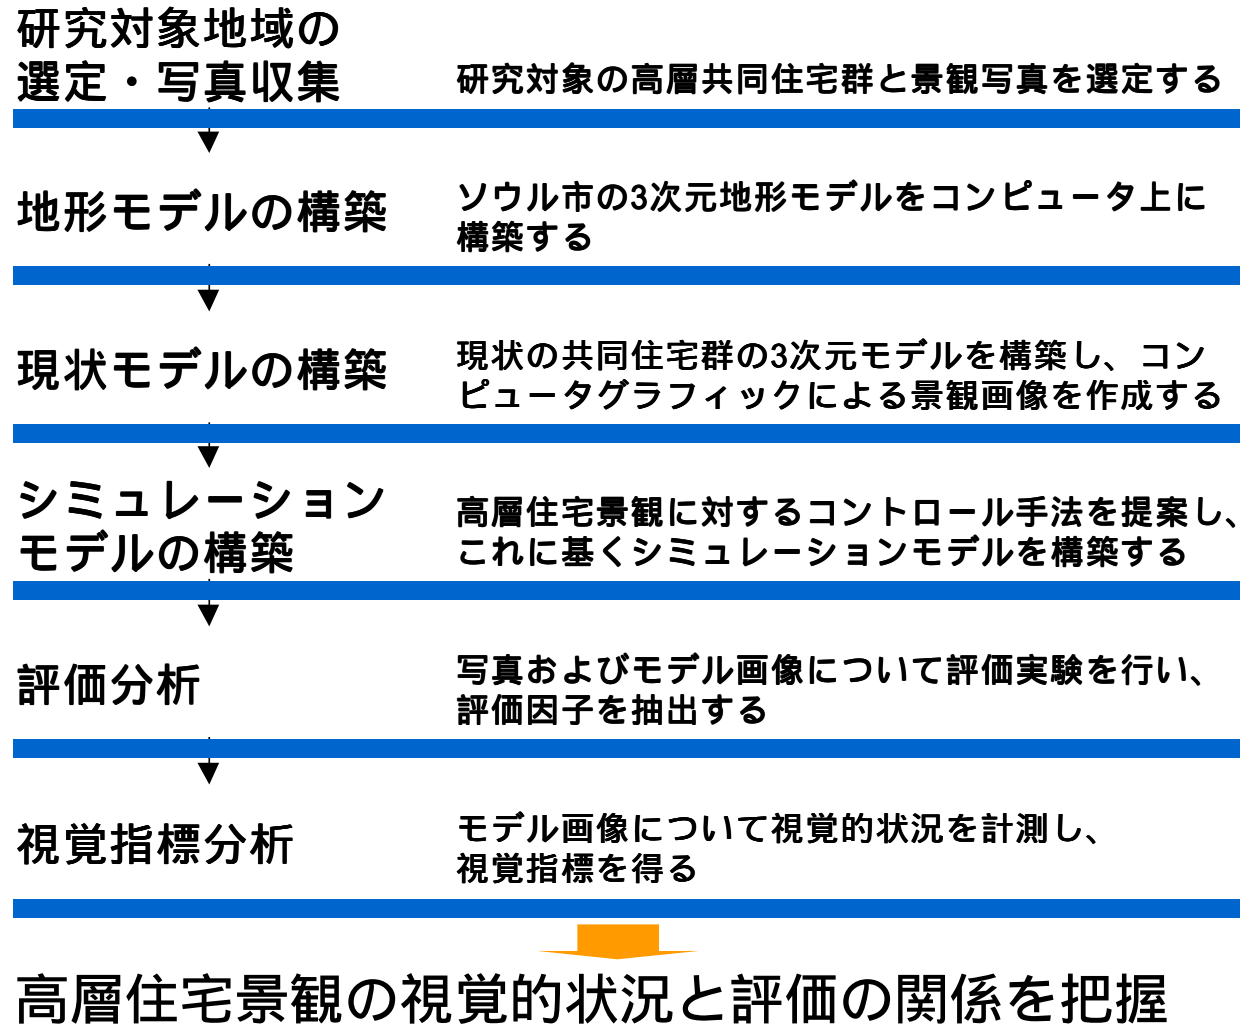 研究対象地域の
選定・写真収集
研究対象の高層共同住宅群と景観写真を選定する
地形モデルの構築
ソウル市の3次元地形モデルをコンピュータ上に
構築する
現状モデルの構築
現状の共同住宅群の3次元モデルを構築し、コン
ピュータグラフィックによる景観画像を作成する
シミュレーション
モデルの構築
高層住宅景観に対するコントロール手法を提案し、
これに基くシミュレーションモデルを構築する
評価分析
写真およびモデル画像について評価実験を行い、
評価因子を抽出する
視覚指標分析
モデル画像について視覚的状況を計測し、
視覚指標を得る
高層住宅景観の視覚的状況と評価の関係を把握